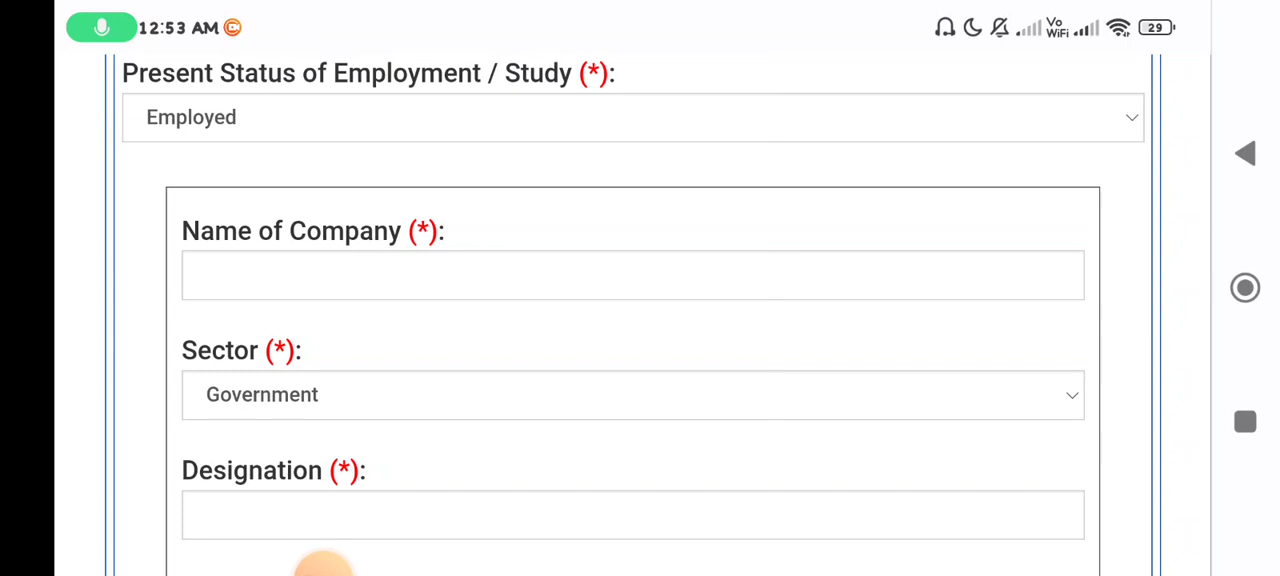 12:53 AM
Vo
WiFi
29
Present Status of Employment / Study (*):
Employed
Name of Company (*):
Sector (*):
Government
Designation (*):